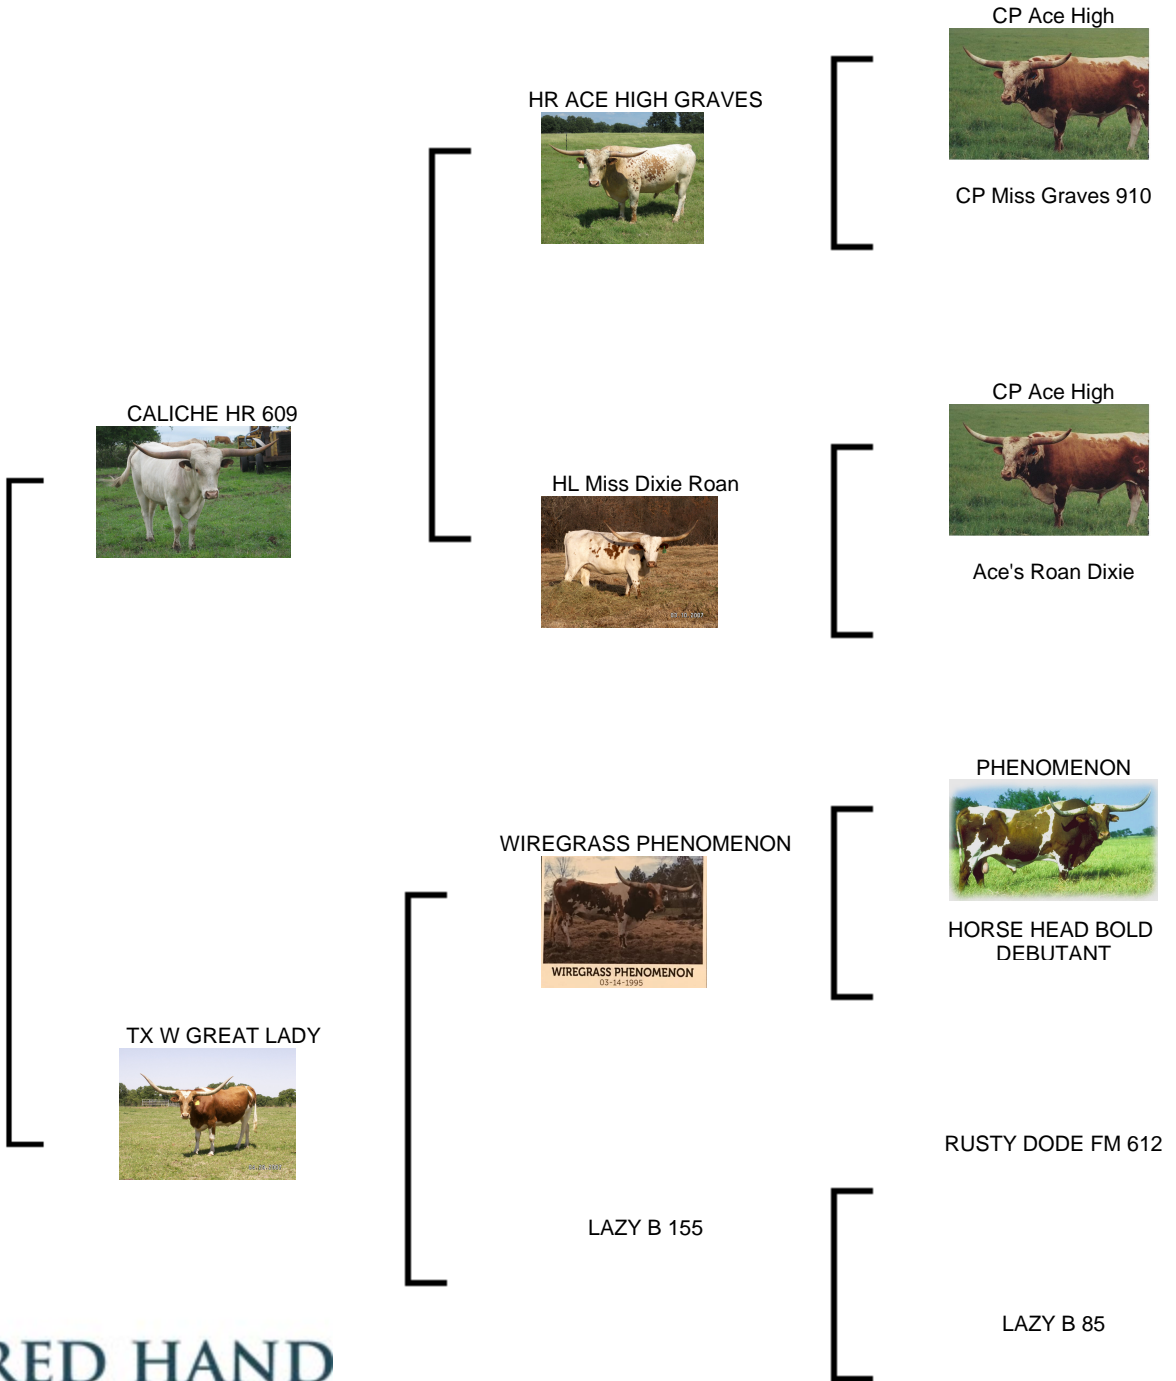 CP Ace High
HR ACE HIGH GRAVES
CP Miss Graves 910
CALICHE HR 609
CP Ace High
HL Miss Dixie Roan
Ace's Roan Dixie
PHENOMENON
WIREGRASS PHENOMENON
WIREGRASS PHENOMENON
03-14-1995
HORSE HEAD BOLD
DEBUTANT
TX W GREAT LADY
RUSTY DODE FM 612
LAZY B 155
LAZY B 85
RED HAND